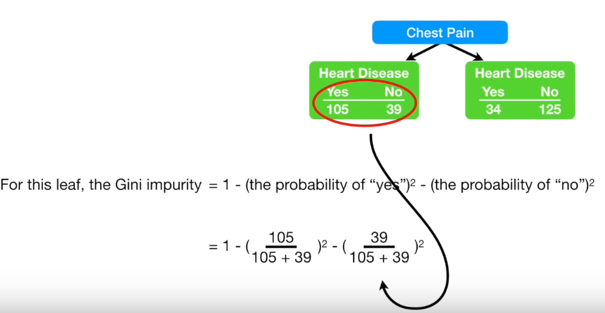 Chest Pain
Heart Disease
Yes No
105 39
Heart Disease
Yes No
34 125
For this leaf, the Gini impurity = 1 - (the probability of “yes”)² - (the probability of “no”)²
= 1 - ( 105 / 105 + 39 )² - ( 39 / 105 + 39 )²